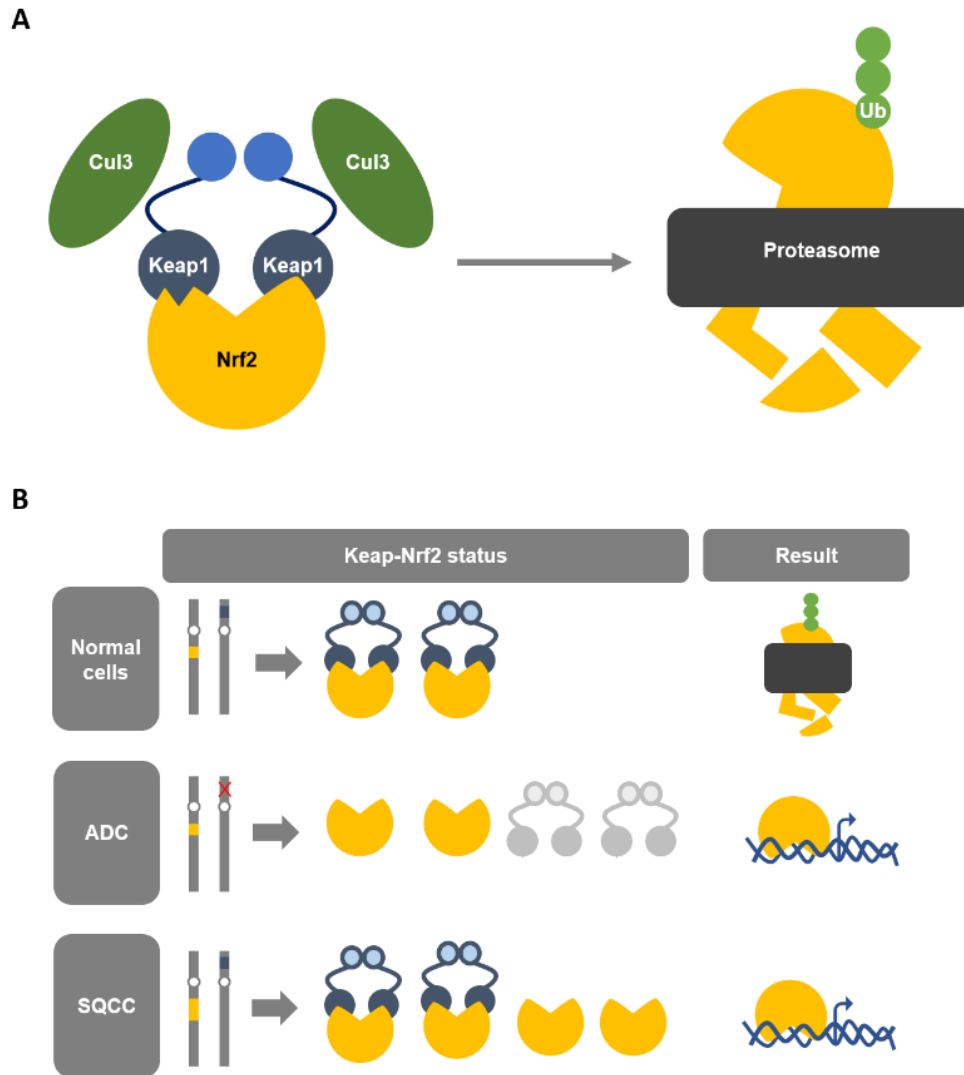 A
Cul3
Cul3
Ub
Keap1
Keap1
Proteasome
Nrf2
B
Keap-Nrf2 status
Result
Normal
cells
ADC
X
SQCC